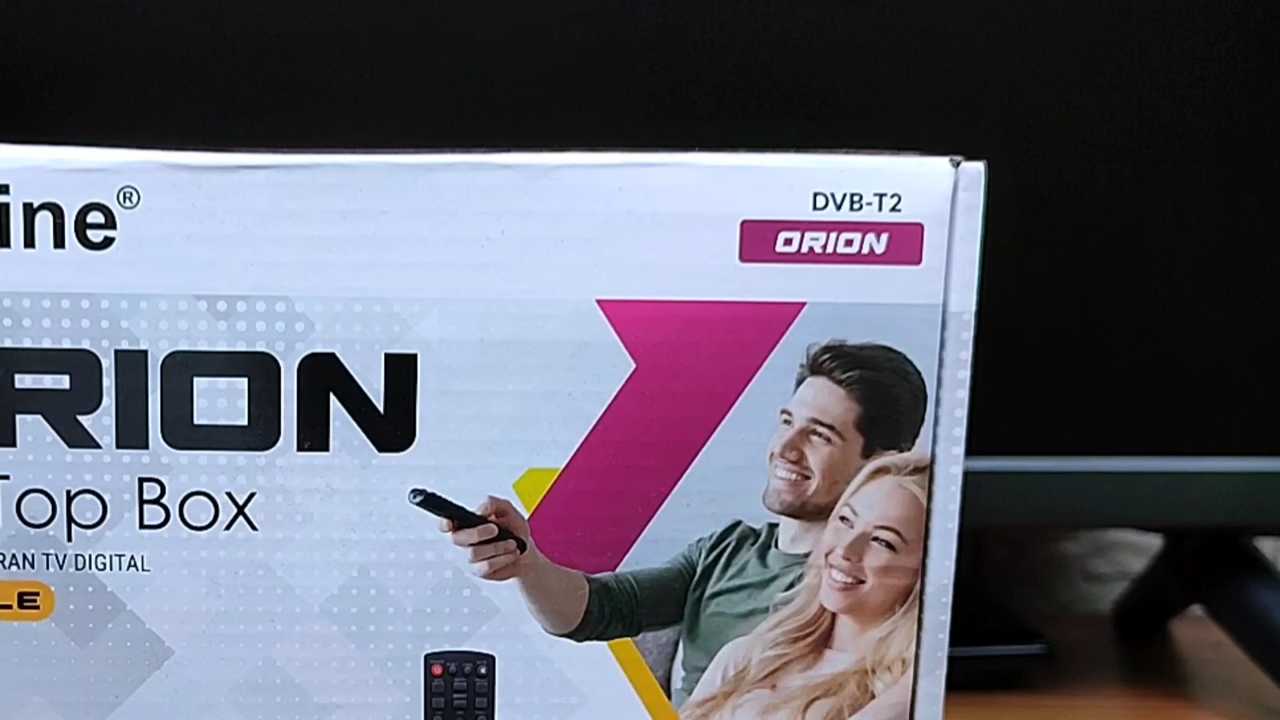 ine®
DVB-T2
ORION
RION
Top Box
RAN TV DIGITAL
LE